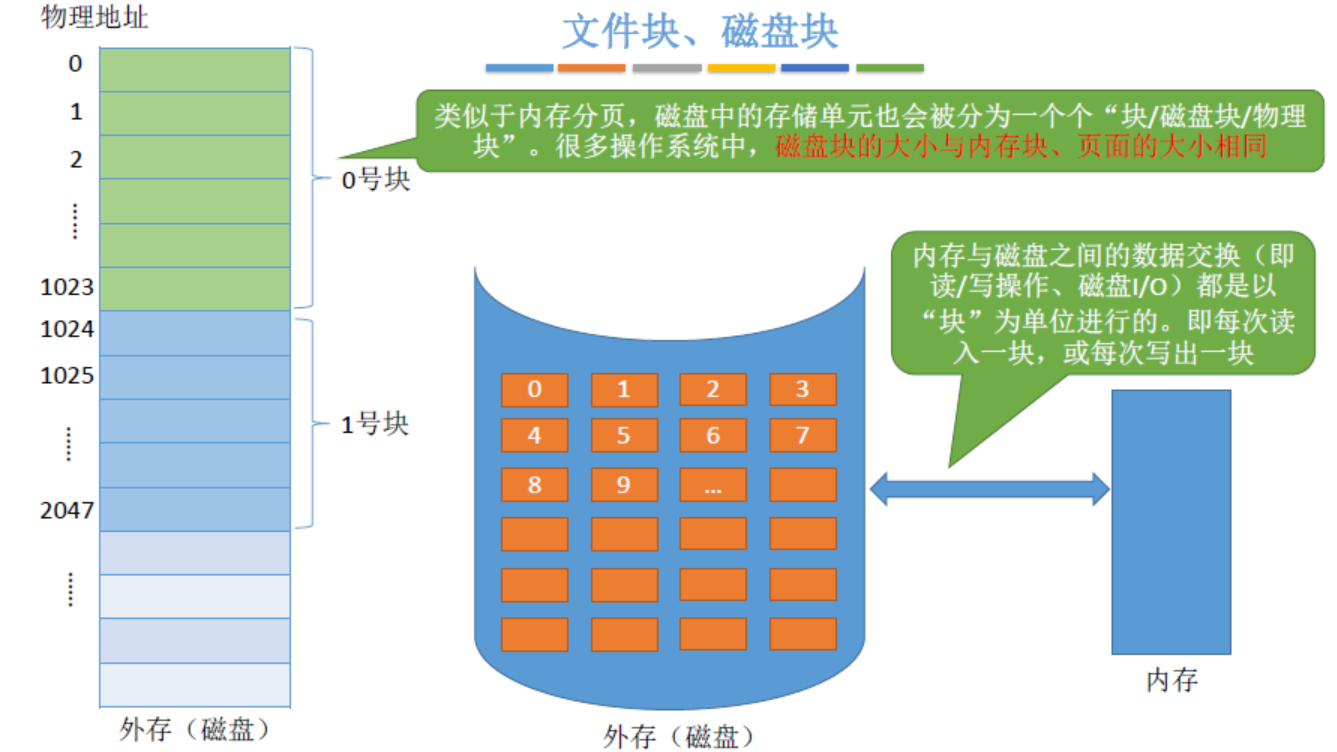 物理地址
文件块、磁盘块
0
1
2
……
1023
1024
1025
……
2047
……
0号块
1号块
外存（磁盘）
类似于内存分页，磁盘中的存储单元也会被分为一个个“块/磁盘块/物理
块”。很多操作系统中，磁盘块的大小与内存块、页面的大小相同
内存与磁盘之间的数据交换（即
读/写操作、磁盘I/O）都是以
“块”为单位进行的。即每次读
入一块，或每次写出一块
0 1 2 3
4 5 6 7
8 9 ...
外存（磁盘）
内存